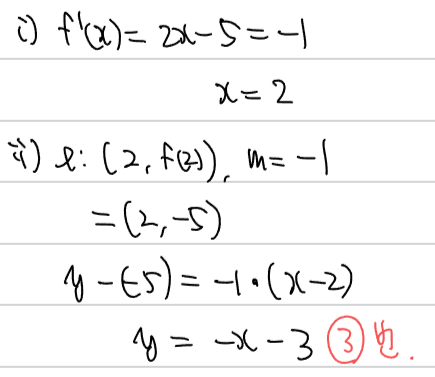 i) f'(x) = 2x - 5 = -1
x = 2
ii) l: (2, f(2)), m = -1
= (2, -5)
y - (-5) = -1 · (x - 2)
y = -x - 3 ③번.